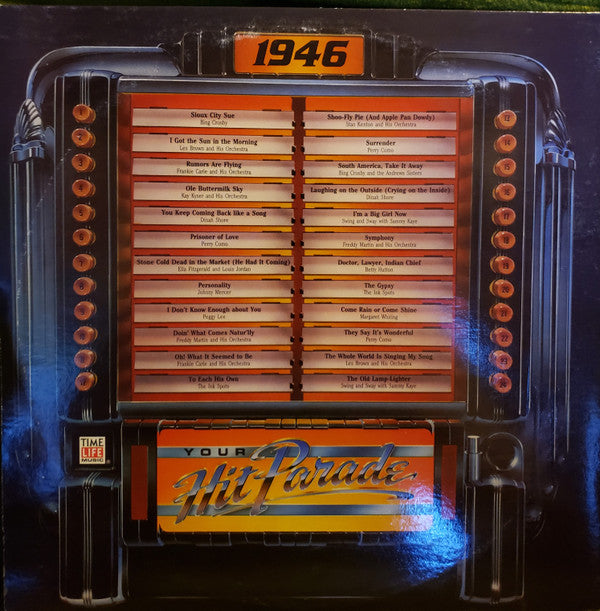 1946
Sioux City Sue
Bing Crosby
I Got the Sun in the Morning
Les Brown and His Orchestra
Rumors Are Flying
Frankie Carle and His Orchestra
Ole Buttermilk Sky
Kay Kyser and His Orchestra
You Keep Coming Back like a Song
Dinah Shore
Prisoner of Love
Perry Como
Stone Cold Dead in the Market (He Had It Coming)
Ella Fitzgerald and Louis Jordan
Personality
Johnny Mercer
I Don't Know Enough about You
Peggy Lee
Doin' What Comes Natur'lly
Freddy Martin and His Orchestra
Oh! What It Seemed to Be
Frankie Carle and His Orchestra
To Each His Own
The Ink Spots
Shoo-Fly Pie (And Apple Pan Dowdy)
Stan Kenton and His Orchestra
Surrender
Perry Como
South America, Take It Away
Bing Crosby and the Andrews Sisters
Laughing on the Outside (Crying on the Inside)
Dinah Shore
I'm a Big Girl Now
Swing and Sway with Sammy Kaye
Symphony
Freddy Martin and His Orchestra
Doctor, Lawyer, Indian Chief
Betty Hutton
The Gypsy
The Ink Spots
Come Rain or Come Shine
Margaret Whiting
They Say It's Wonderful
Perry Como
The Whole World Is Singing My Song
Les Brown and His Orchestra
The Old Lamp-Lighter
Swing and Sway with Sammy Kaye
TIME
LIFE
MUSIC
YOUR
Hit Parade